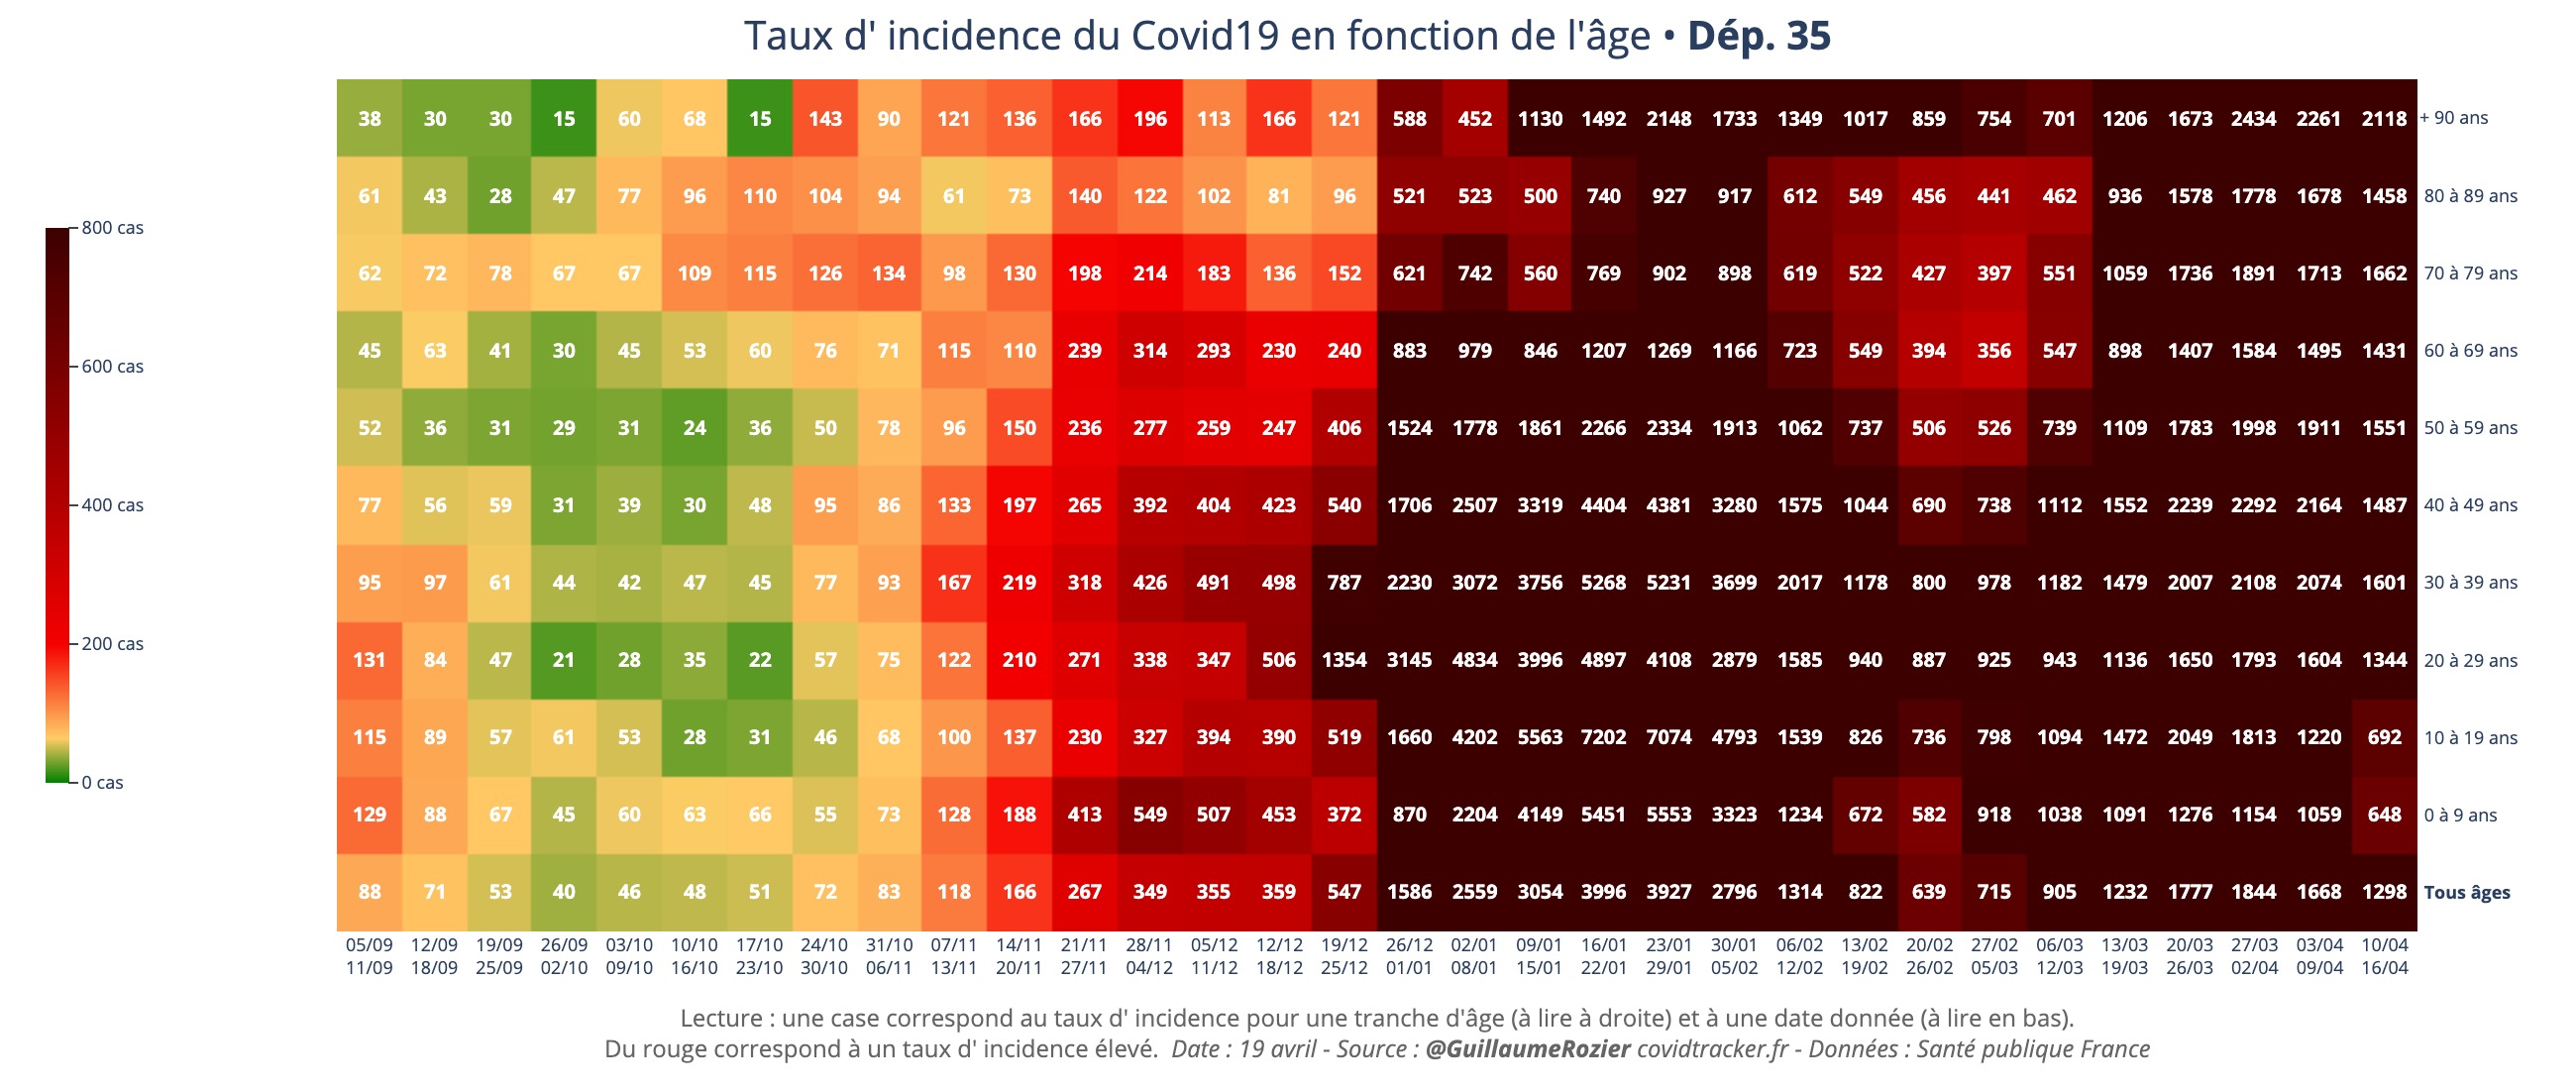 Taux d' incidence du Covid19 en fonction de l'âge • Dép. 35
800 cas
600 cas
400 cas
200 cas
0 cas
38 30 30 15 60 68 15 143 90 121 136 166 196 113 166 121 588 452 1130 1492 2148 1733 1349 1017 859 754 701 1206 1673 2434 2261 2118 + 90 ans
61 43 28 47 77 96 110 104 94 61 73 140 122 102 81 96 521 523 500 740 927 917 612 549 456 441 462 936 1578 1778 1678 1458 80 à 89 ans
62 72 78 67 67 109 115 126 134 98 130 198 214 183 136 152 621 742 560 769 902 898 619 522 427 397 551 1059 1736 1891 1713 1662 70 à 79 ans
45 63 41 30 45 53 60 76 71 115 110 239 314 293 230 240 883 979 846 1207 1269 1166 723 549 394 356 547 898 1407 1584 1495 1431 60 à 69 ans
52 36 31 29 31 24 36 50 78 96 150 236 277 259 247 406 1524 1778 1861 2266 2334 1913 1062 737 506 526 739 1109 1783 1998 1911 1551 50 à 59 ans
77 56 59 31 39 30 48 95 86 133 197 265 392 404 423 540 1706 2507 3319 4404 4381 3280 1575 1044 690 738 1112 1552 2239 2292 2164 1487 40 à 49 ans
95 97 61 44 42 47 45 77 93 167 219 318 426 491 498 787 2230 3072 3756 5268 5231 3699 2017 1178 800 978 1182 1479 2007 2108 2074 1601 30 à 39 ans
131 84 47 21 28 35 22 57 75 122 210 271 338 347 506 1354 3145 4834 3996 4897 4108 2879 1585 940 887 925 943 1136 1650 1793 1604 1344 20 à 29 ans
115 89 57 61 53 28 31 46 68 100 137 230 327 394 390 519 1660 4202 5563 7202 7074 4793 1539 826 736 798 1094 1472 2049 1813 1220 692 10 à 19 ans
129 88 67 45 60 63 66 55 73 128 188 413 549 507 453 372 870 2204 4149 5451 5553 3323 1234 672 582 918 1038 1091 1276 1154 1059 648 0 à 9 ans
88 71 53 40 46 48 51 72 83 118 166 267 349 355 359 547 1586 2559 3054 3996 3927 2796 1314 822 639 715 905 1232 1777 1844 1668 1298 Tous âges
05/09 12/09 19/09 26/09 03/10 10/10 17/10 24/10 31/10 07/11 14/11 21/11 28/11 05/12 12/12 19/12 26/12 02/01 09/01 16/01 23/01 30/01 06/02 13/02 20/02 27/02 06/03 13/03 20/03 27/03 03/04 10/04
11/09 18/09 25/09 02/10 09/10 16/10 23/10 30/10 06/11 13/11 20/11 27/11 04/12 11/12 18/12 25/12 01/01 08/01 15/01 22/01 29/01 05/02 12/02 19/02 26/02 05/03 12/03 19/03 26/03 02/04 09/04 16/04
Lecture : une case correspond au taux d' incidence pour une tranche d'âge (à lire à droite) et à une date donnée (à lire en bas).
Du rouge correspond à un taux d' incidence élevé. Date : 19 avril - Source : @GuillaumeRozier covidtracker.fr - Données : Santé publique France